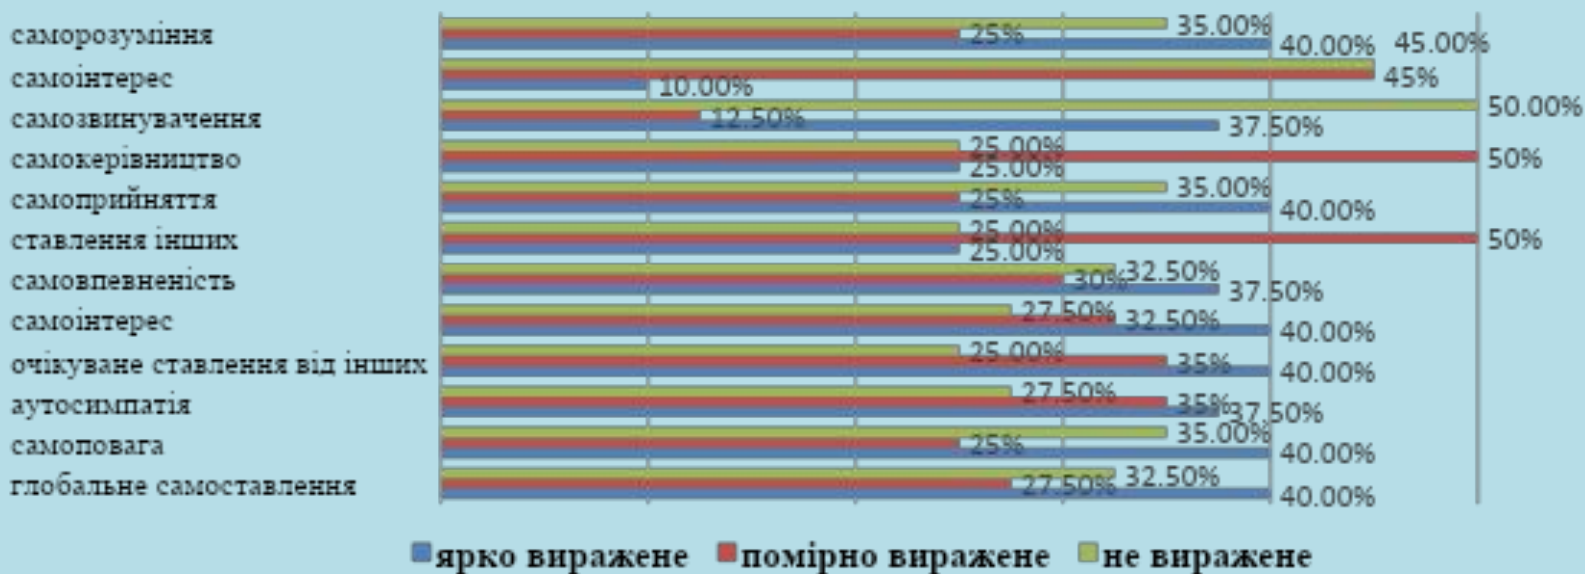 саморозуміння 35.00% 25% 40.00%
самоінтерес 45.00% 45% 10.00%
самозвинувачення 50.00% 12.50% 37.50%
самокерівництво 25.00% 50% 25.00%
самоприйняття 35.00% 25% 40.00%
ставлення інших 25.00% 50% 25.00%
самовпевненість 32.50% 30% 37.50%
самоінтерес 27.50% 32.50% 40.00%
очікуване ставлення від інших 25.00% 35% 40.00%
аутосимпатія 27.50% 35% 37.50%
самоповага 35.00% 25% 40.00%
глобальне самоставлення 32.50% 27.50% 40.00%
ярко виражене помірно виражене не виражене